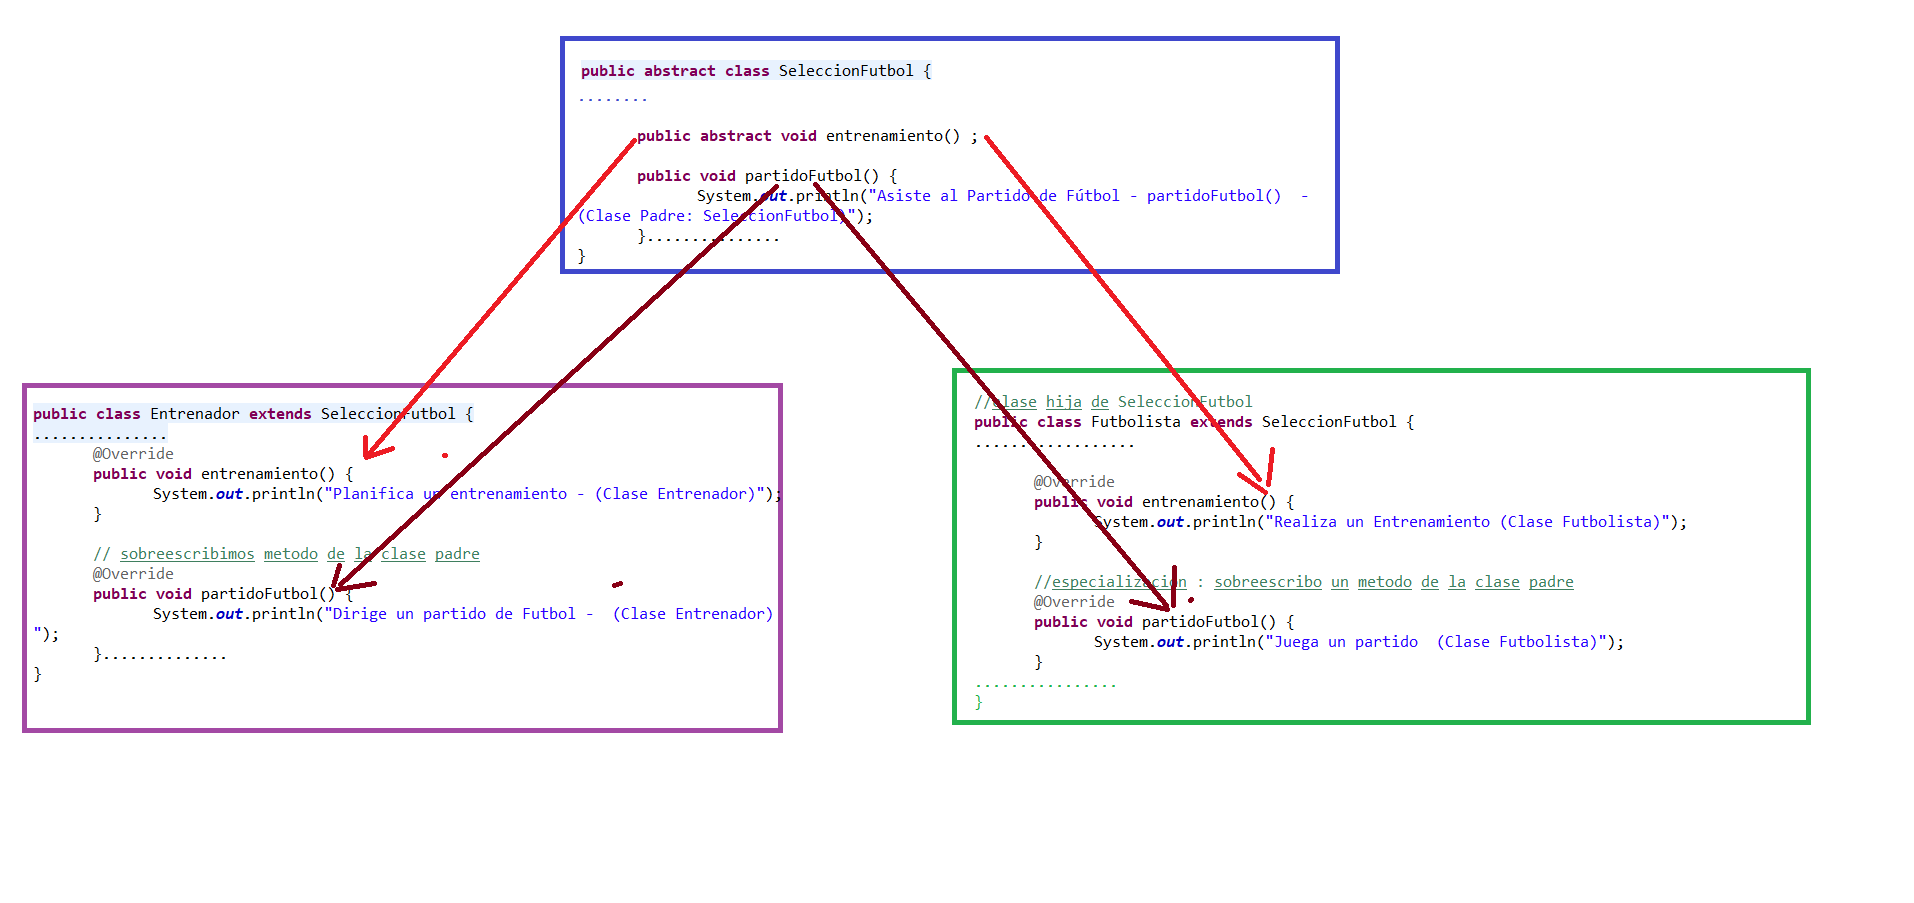 public abstract class SeleccionFutbol {
........
public abstract void entrenamiento() ;
public void partidoFutbol() {
System.out.println("Asiste al Partido de Fútbol - partidoFutbol()  -
(Clase Padre: SeleccionFutbol)");
}...............
}
public class Entrenador extends SeleccionFutbol {
...............
@Override
public void entrenamiento() {
System.out.println("Planifica un entrenamiento - (Clase Entrenador)");
}
// sobreescribimos metodo de la clase padre
@Override
public void partidoFutbol() {
System.out.println("Dirige un partido de Futbol -  (Clase Entrenador)
");
}..............
}
//clase hija de SeleccionFutbol
public class Futbolista extends SeleccionFutbol {
..................
@Override
public void entrenamiento() {
System.out.println("Realiza un Entrenamiento (Clase Futbolista)");
}
//especialización : sobreescribo un metodo de la clase padre
@Override
public void partidoFutbol() {
System.out.println("Juega un partido  (Clase Futbolista)");
}
................
}